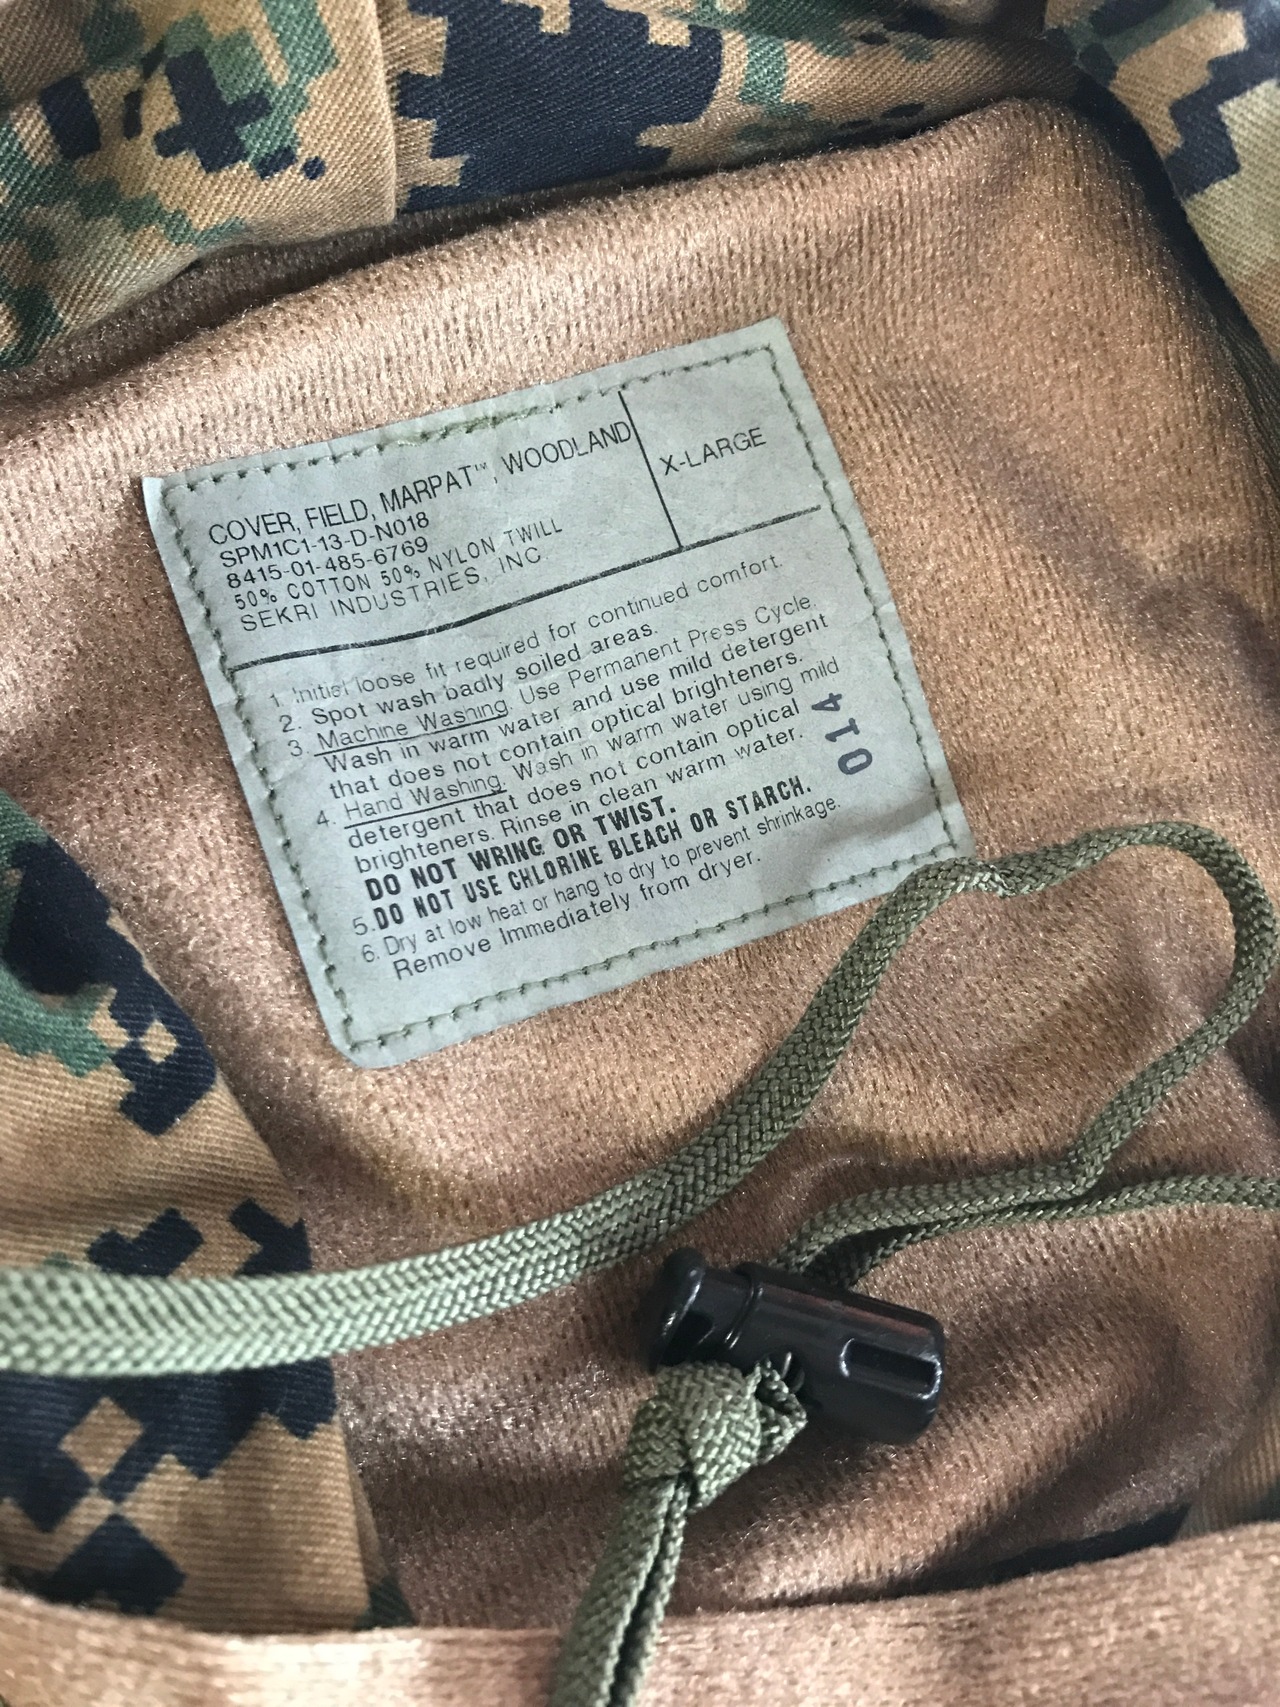 COVER, FIELD, MARPAT™, WOODLAND
SPM1C1-13-D-N018
8415-01-485-6769
50% COTTON 50% NYLON TWILL
SEKRI INDUSTRIES, INC.
X-LARGE
1. Initial loose fit required for continued comfort.
2. Spot wash badly soiled areas.
3. Machine Washing. Use Permanent Press Cycle.
Wash in warm water and use mild detergent
that does not contain optical brighteners.
4. Hand Washing. Wash in warm water using mild
detergent that does not contain optical
brighteners. Rinse in clean warm water.
DO NOT WRING OR TWIST.
5. DO NOT USE CHLORINE BLEACH OR STARCH.
6. Dry at low heat or hang to dry to prevent shrinkage.
Remove Immediately from dryer.
014